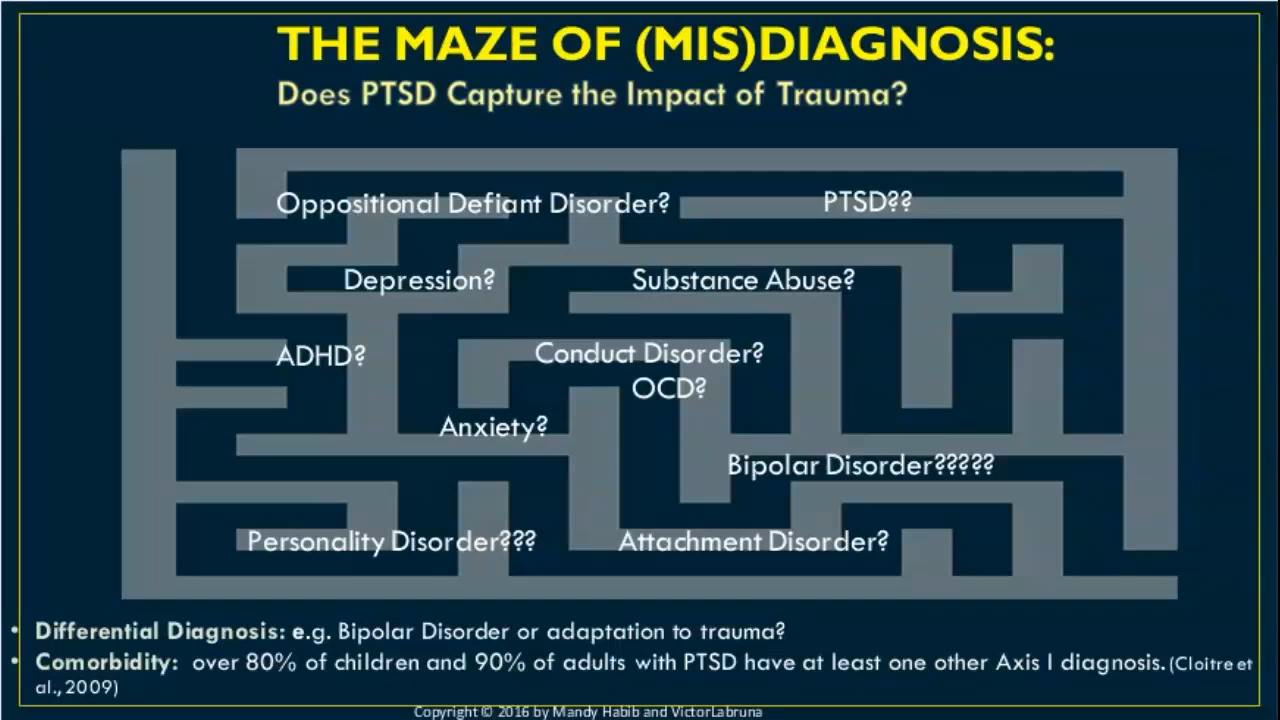 THE MAZE OF (MIS)DIAGNOSIS:
Does PTSD Capture the Impact of Trauma?
Oppositional Defiant Disorder?
PTSD??
Depression?
Substance Abuse?
ADHD?
Conduct Disorder?
OCD?
Anxiety?
Bipolar Disorder?????
Personality Disorder???
Attachment Disorder?
• Differential Diagnosis: e.g. Bipolar Disorder or adaptation to trauma?
• Comorbidity: over 80% of children and 90% of adults with PTSD have at least one other Axis I diagnosis. (Cloitre et
al., 2009)
Copyright © 2016 by Mandy Habib and VictorLabruna